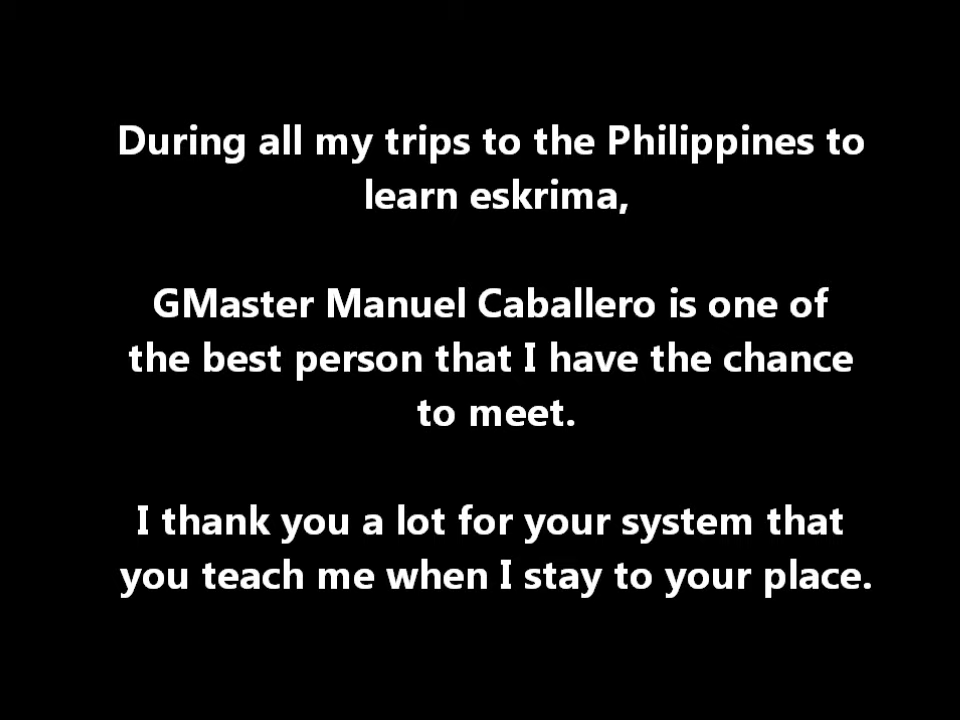 During all my trips to the Philippines to
learn eskrima,
GMaster Manuel Caballero is one of
the best person that I have the chance
to meet.
I thank you a lot for your system that
you teach me when I stay to your place.